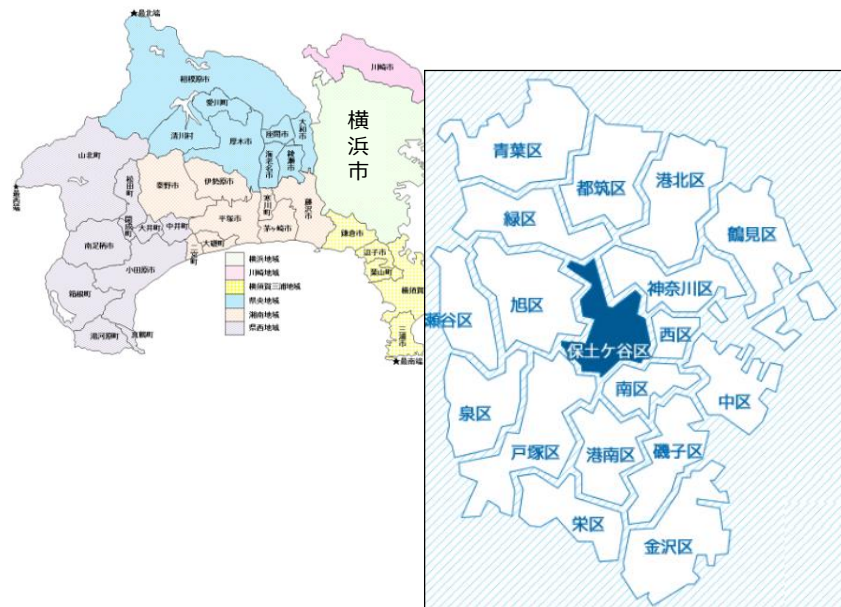 ★最北端
川崎市
相模原市
愛川町
横浜市
清川村
厚木市
座間市
大和市
海老名市
綾瀬市
山北町
★最西端
松田町
秦野市
伊勢原市
寒川町
藤沢市
開成町
大井町
中井町
平塚市
茅ヶ崎市
鎌倉市
南足柄市
二宮町
大磯町
逗子市
葉山町
小田原市
箱根町
横須賀
湯河原町
真鶴町
三浦市
★最南端
横浜地域
川崎地域
横須賀三浦地域
県央地域
湘南地域
県西地域
青葉区
都筑区
港北区
緑区
鶴見区
神奈川区
旭区
瀬谷区
保土ケ谷区
西区
南区
中区
泉区
戸塚区
港南区
磯子区
栄区
金沢区